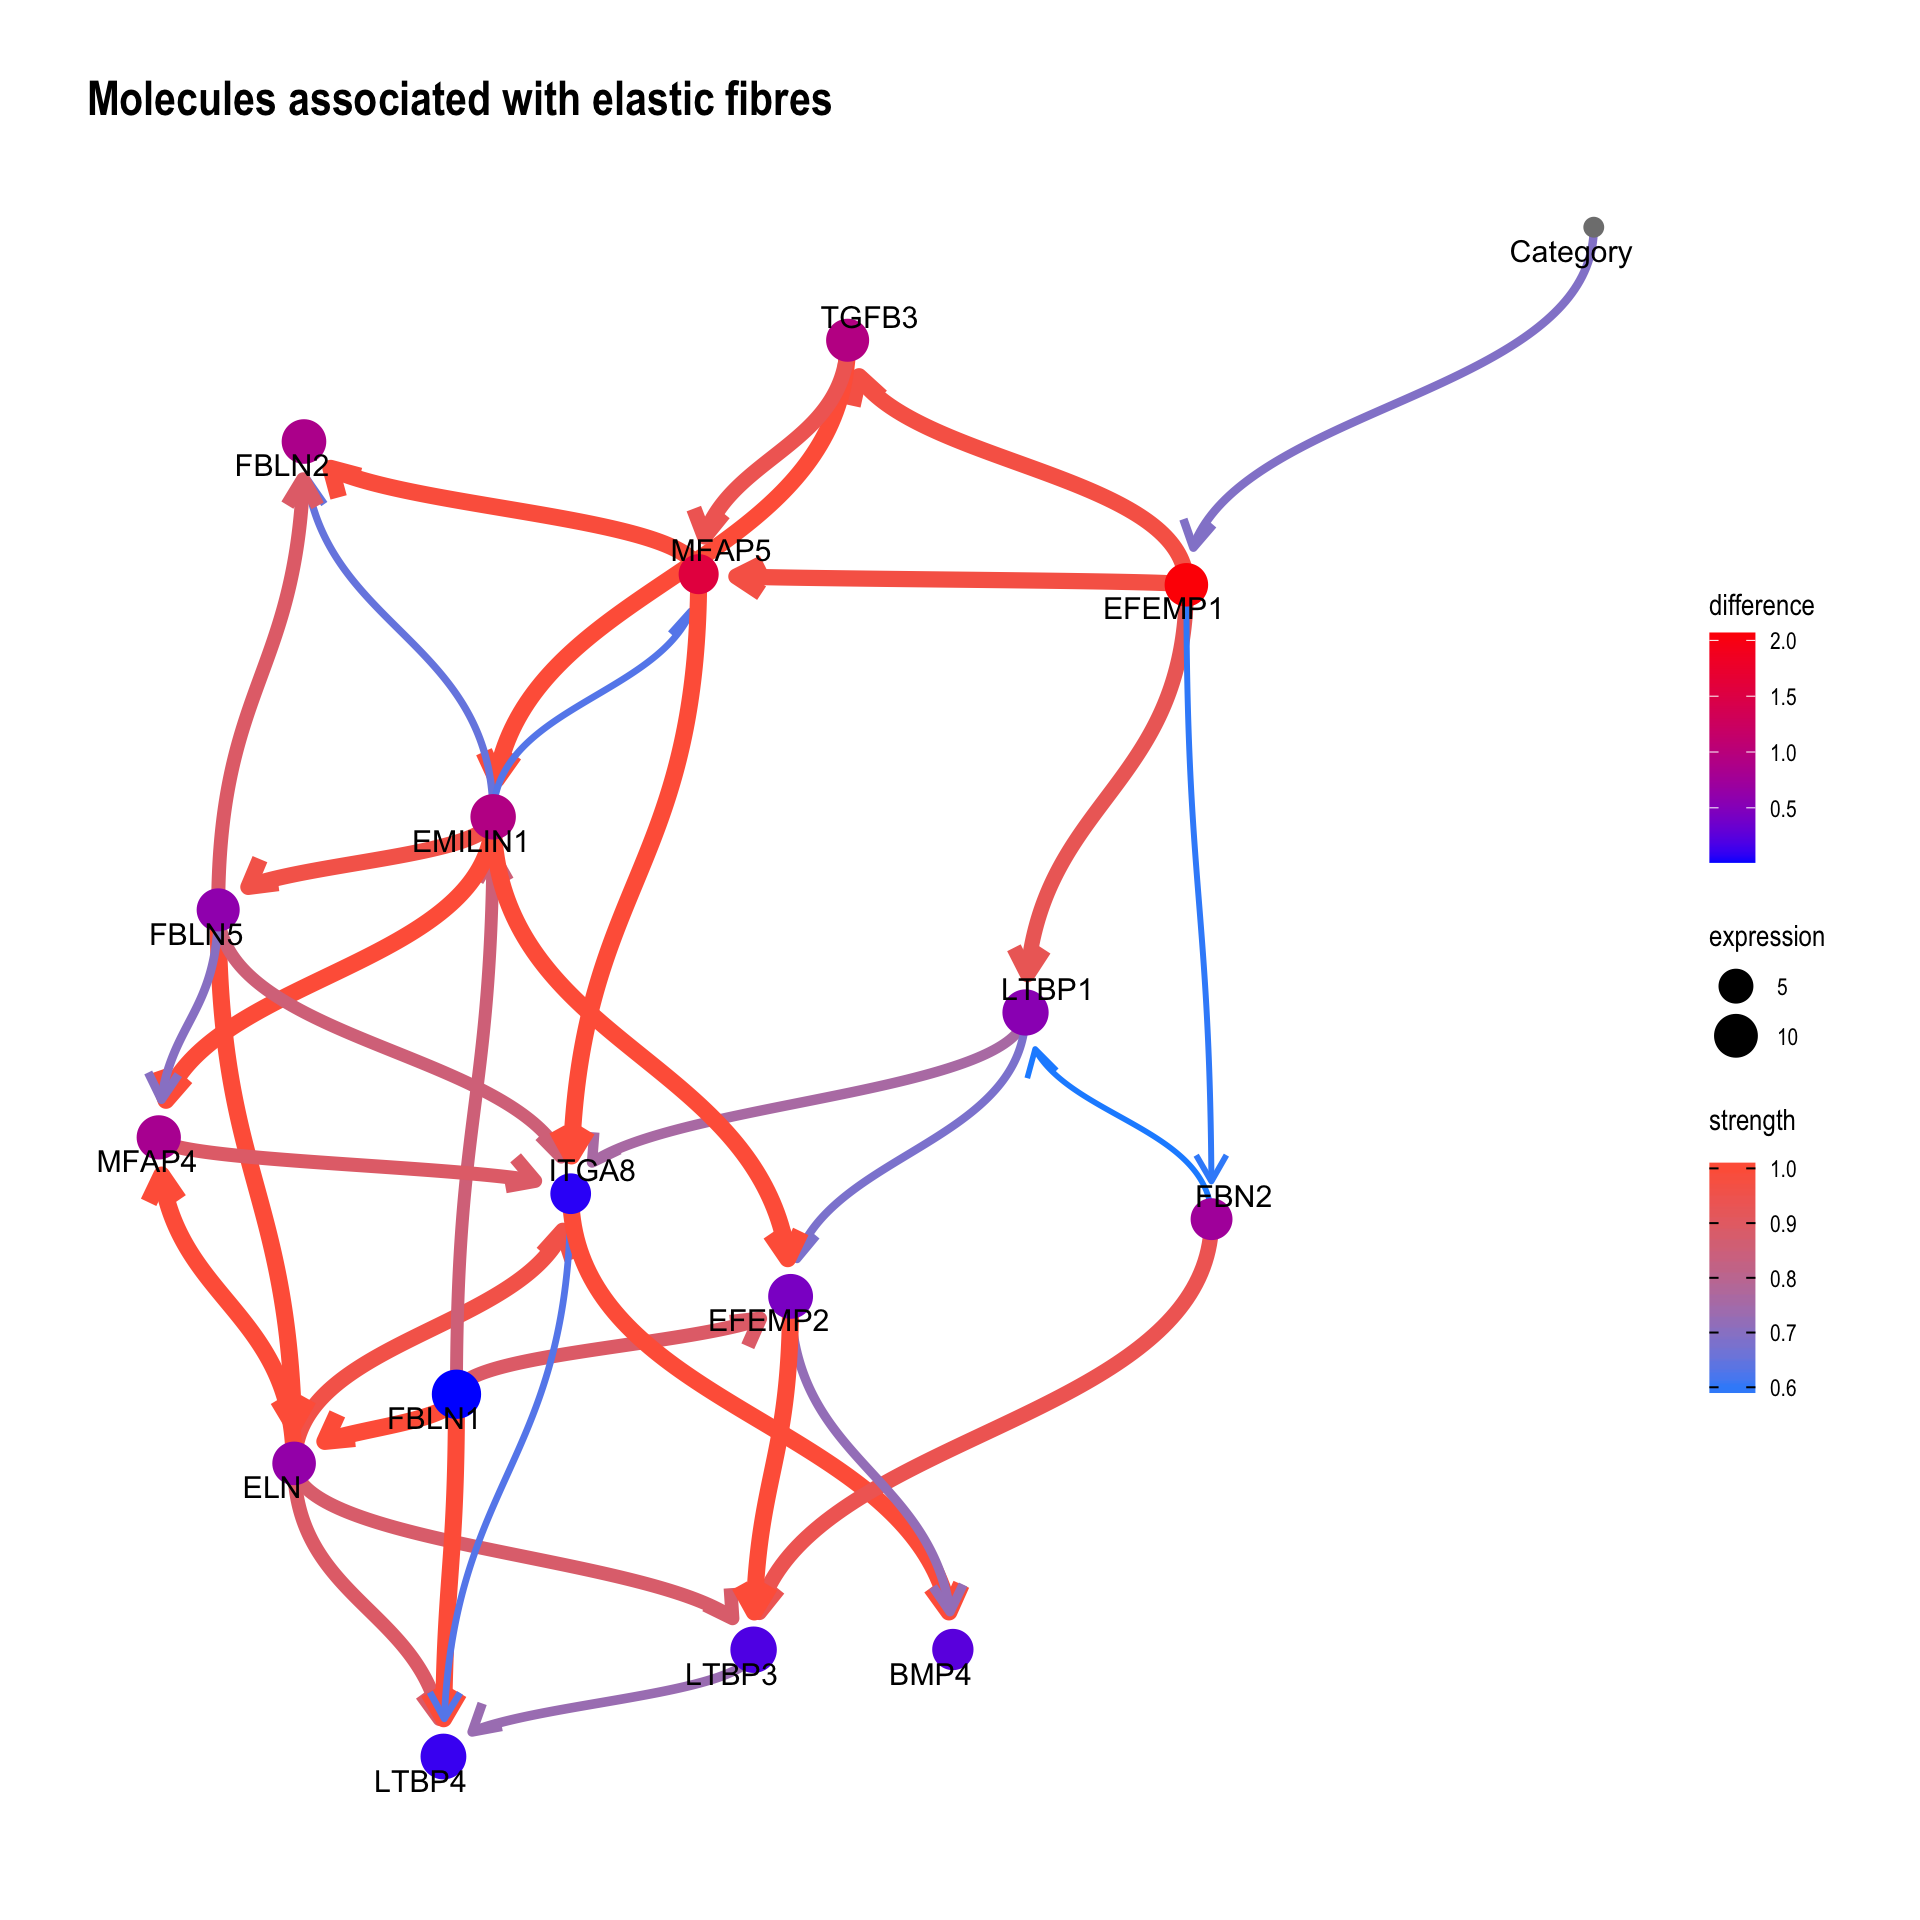 Molecules associated with elastic fibres
Category
TGFB3
FBLN2
MFAP5
EFEMP1
EMILIN1
FBLN5
LTBP1
MFAP4
ITGA8
FBN2
EFEMP2
FBLN1
ELN
LTBP3
BMP4
LTBP4
difference
2.0
1.5
1.0
0.5
expression
5
10
strength
1.0
0.9
0.8
0.7
0.6